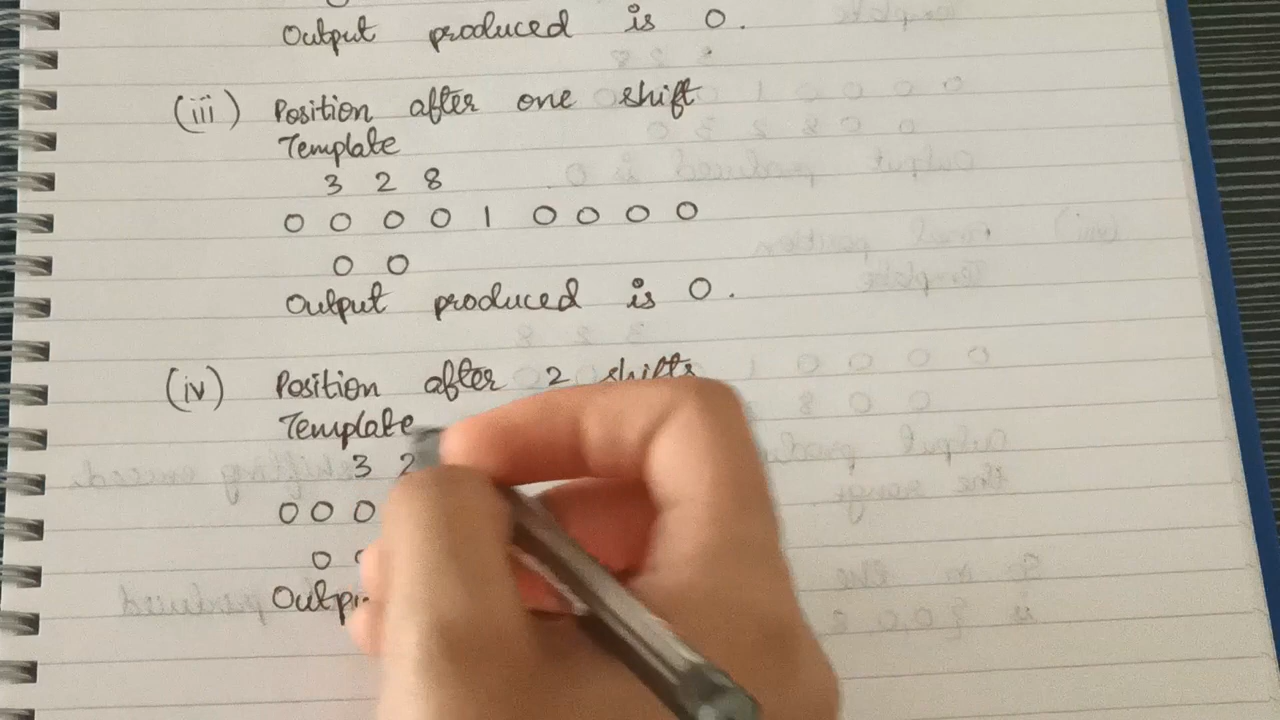 Output produced is 0.
(iii) Position after one shift
Template
3 2 8
0 0 0 0 1 0 0 0 0
0 0
Output produced is 0.
(iv) Position after 2 shifts
Template
3 2
0 0 0
0